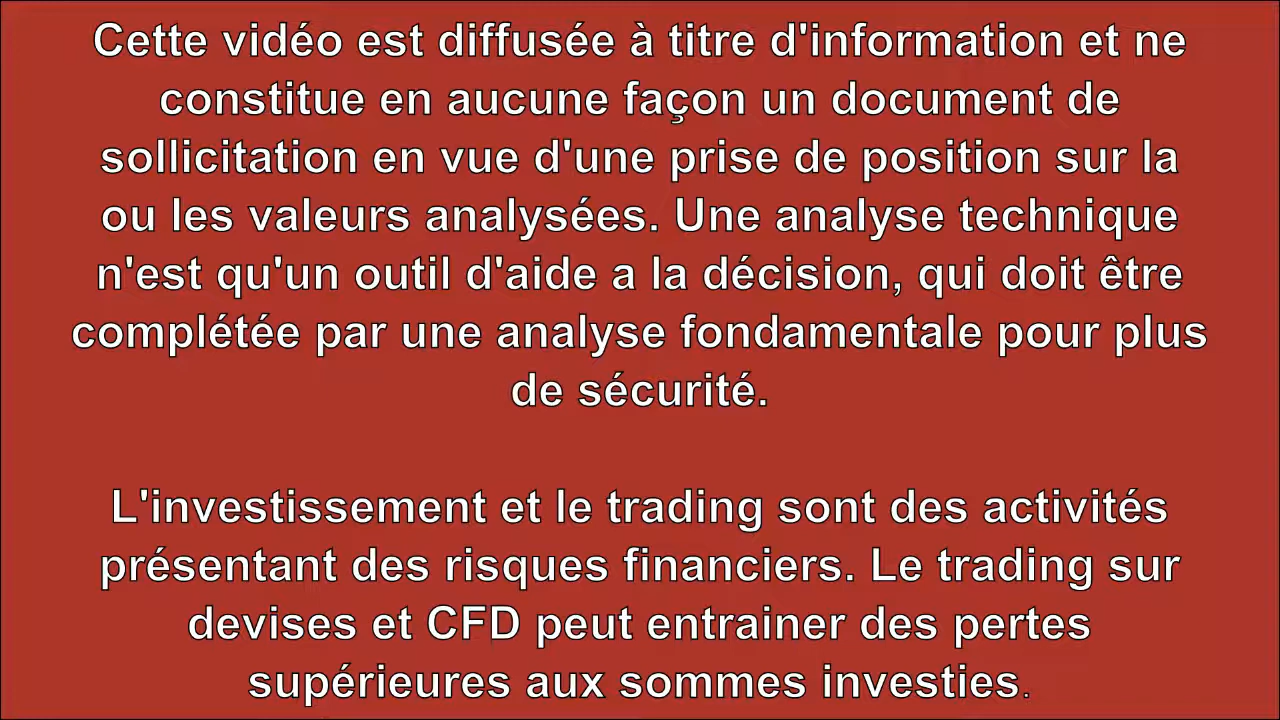 Cette vidéo est diffusée à titre d'information et ne
constitue en aucune façon un document de
sollicitation en vue d'une prise de position sur la
ou les valeurs analysées. Une analyse technique
n'est qu'un outil d'aide a la décision, qui doit être
complétée par une analyse fondamentale pour plus
de sécurité.
L'investissement et le trading sont des activités
présentant des risques financiers. Le trading sur
devises et CFD peut entrainer des pertes
supérieures aux sommes investies.